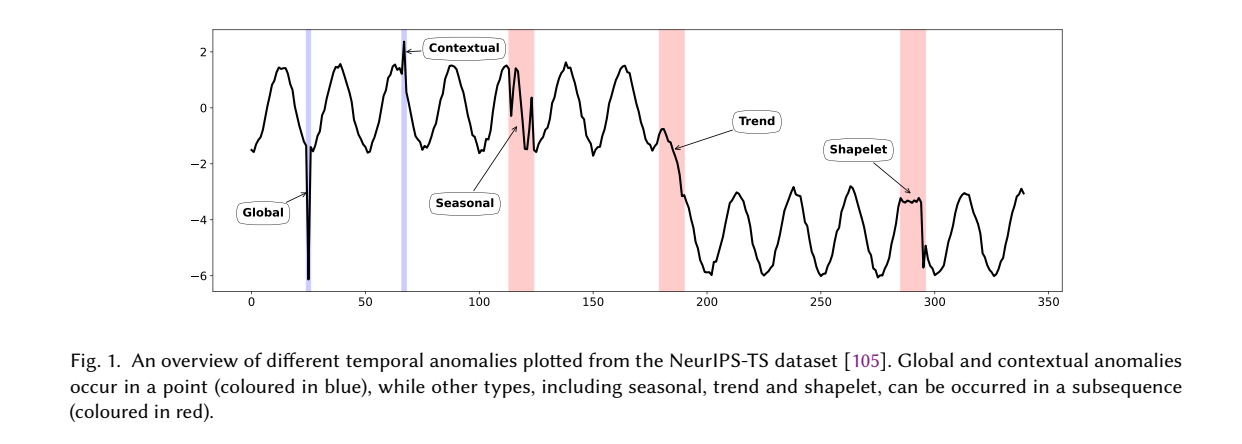 2
0
−2
−4
−6
Contextual
Trend
Shapelet
Seasonal
Global
0
50
100
150
200
250
300
350
Fig. 1. An overview of different temporal anomalies plotted from the NeurIPS-TS dataset [105]. Global and contextual anomalies
occur in a point (coloured in blue), while other types, including seasonal, trend and shapelet, can be occurred in a subsequence
(coloured in red).